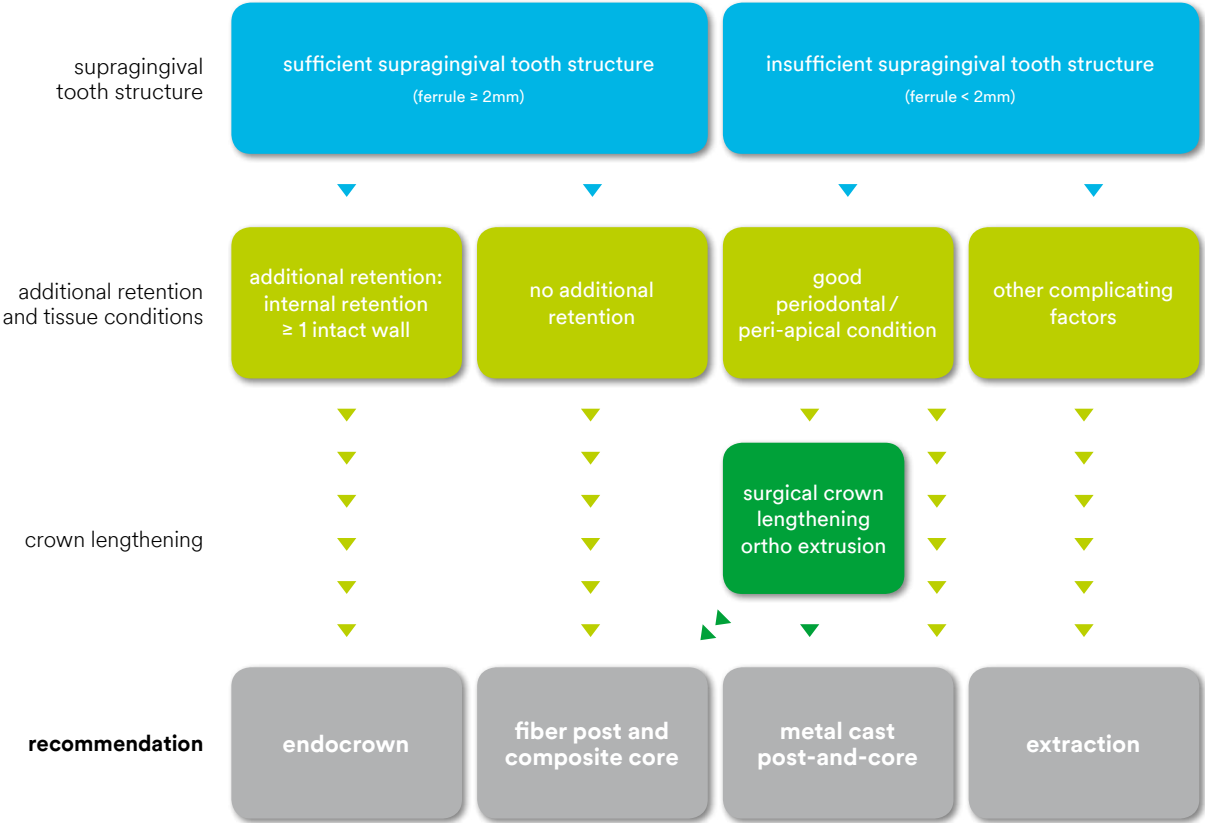 supragingival
tooth structure
sufficient supragingival tooth structure
(ferrule ≥ 2mm)
insufficient supragingival tooth structure
(ferrule < 2mm)
additional retention
and tissue conditions
additional retention:
internal retention
≥ 1 intact wall
no additional
retention
good
periodontal /
peri-apical condition
other complicating
factors
crown lengthening
surgical crown
lengthening
ortho extrusion
recommendation
endocrown
fiber post and
composite core
metal cast
post-and-core
extraction